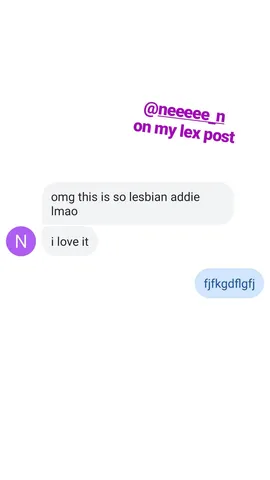 @neeeee_n
on my lex post
omg this is so lesbian addie
lmao
N
i love it
fjfkgdflgfj